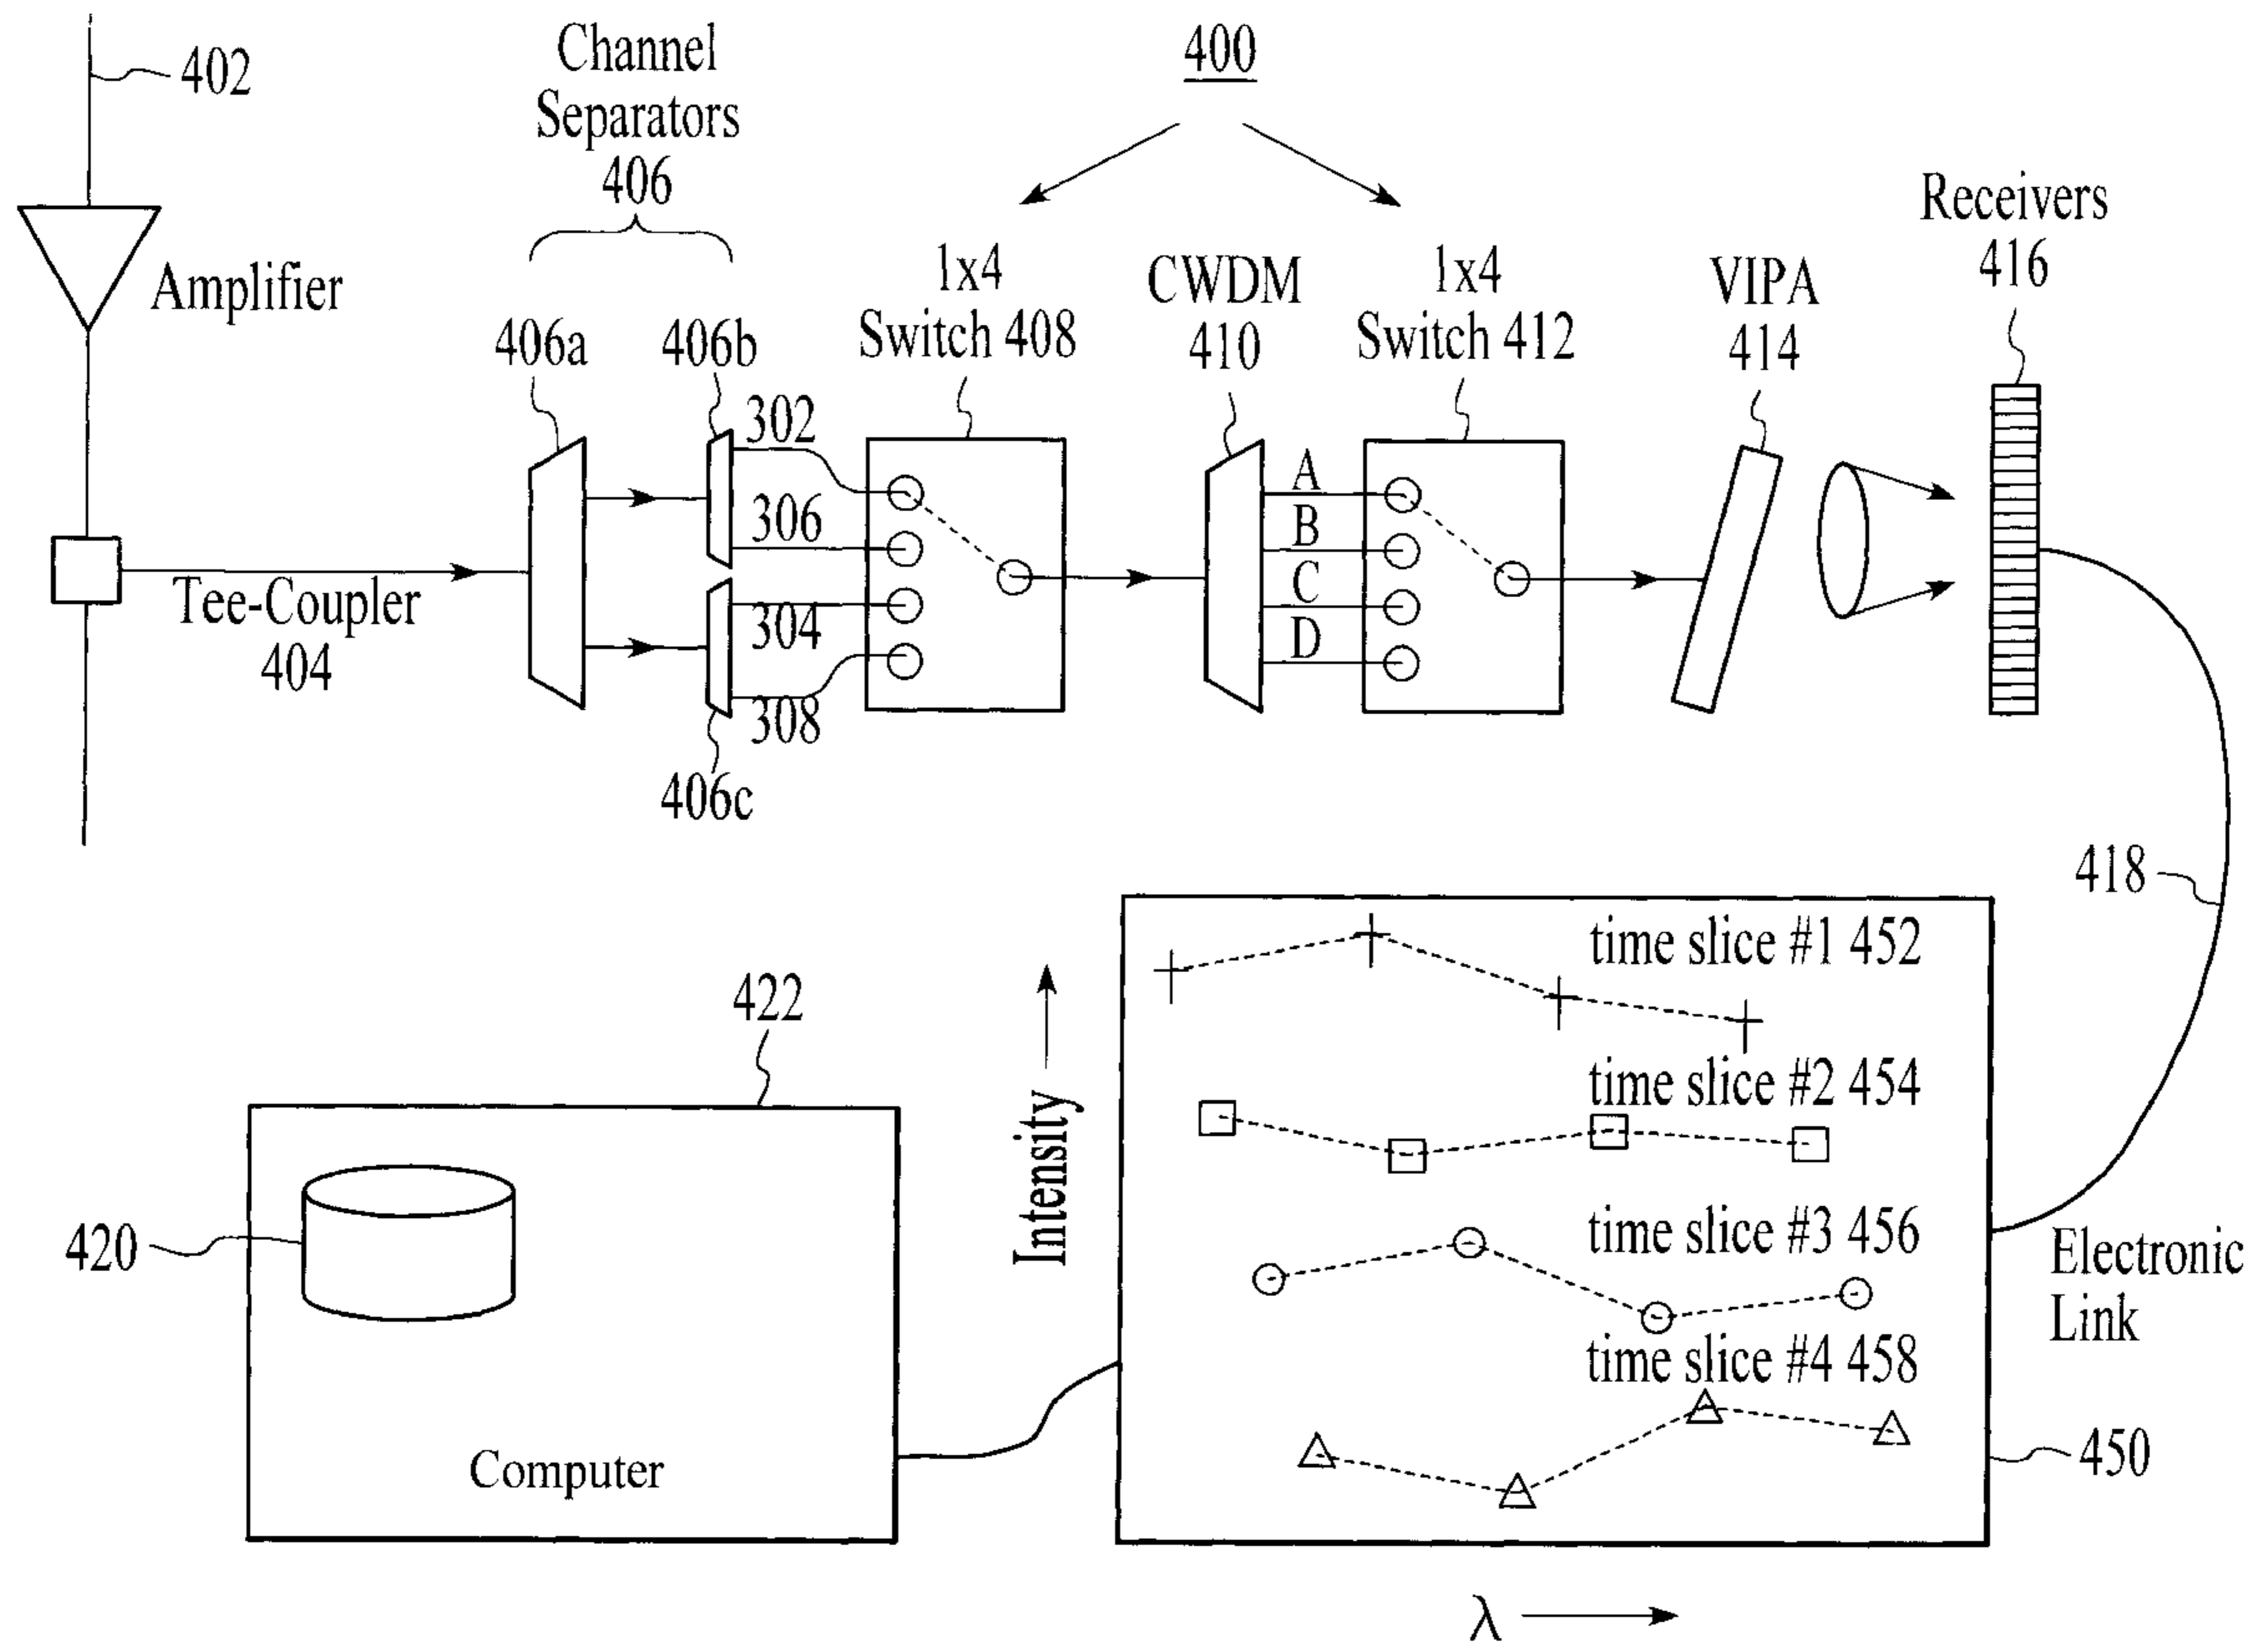 402
Channel
Separators
406
400
Amplifier
406a
406b
1x4
Switch 408
CWDM
410
1x4
Switch 412
VIPA
414
Receivers
416
302
306
304
308
406c
A
B
C
D
Tee-Coupler
404
418
time slice #1 452
time slice #2 454
time slice #3 456
time slice #4 458
Intensity
422
420
Computer
Electronic
Link
450
λ